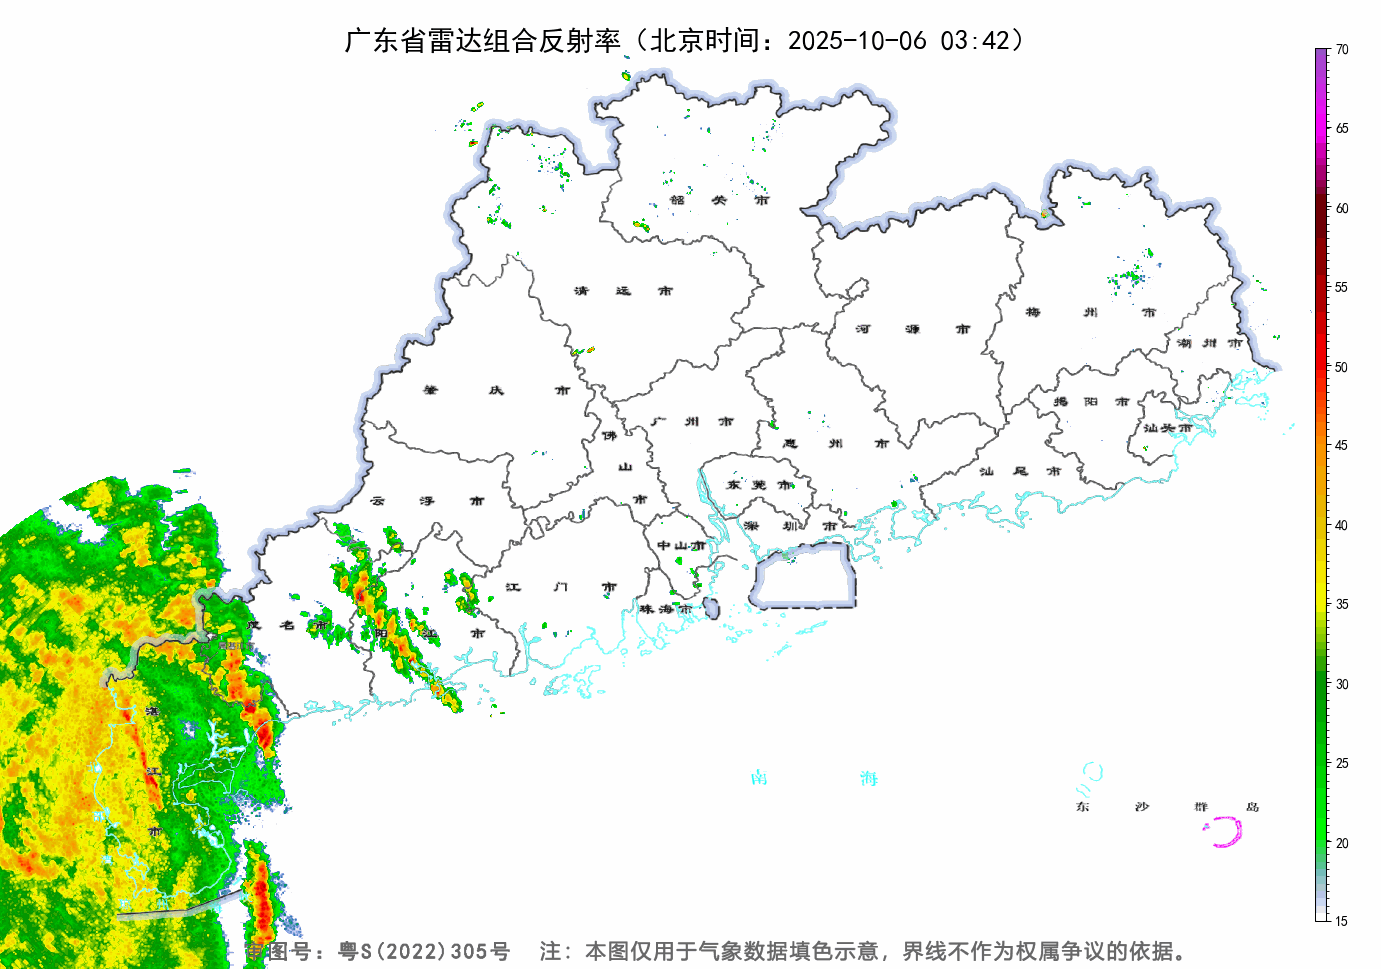 广东省雷达组合反射率（北京时间：2025-10-06 03:42）
70
65
60
55
50
45
40
35
30
25
20
15
韶关市
清远市
河源市
梅州市
潮州市
肇庆市
广州市
揭阳市
汕头市
佛山市
惠州市
汕尾市
云浮市
东莞市
深圳市
中山市
江门市
珠海市
茂名市
阳江市
湛江市
南海
东沙群岛
审图号：粤S(2022)305号 注：本图仅用于气象数据填色示意，界线不作为权属争议的依据。